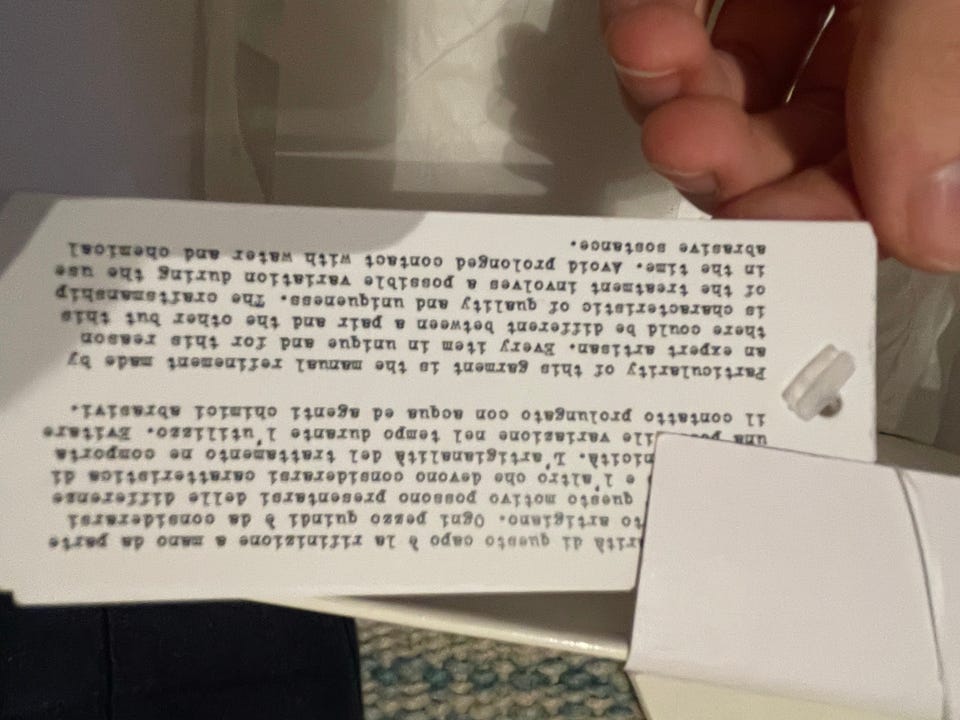 di questo capo è la rifinizione a mano da parte
artigiano. Ogni pezzo quindi è da considerarsi
questo motivo possono presentarsi delle differense
e l'altro che devono considerarsi caratteristica di
L'artigianalità del trattamento ne comporta
una variazione nel tempo durante l'utilizzo. Evitare
il contatto prolungato con acqua ed agenti chimici abrasivi.
Particularity of this garment is the manual refinement made by
an expert artisan. Every item in unique and for this reason
there could be different between a pair and the other but this
is characteristic of quality and uniqueness. The craftsmanship
of the treatment involves a possible variation during the use
in the time. Avoid prolonged contact with water and chemical
abrasive sostance.